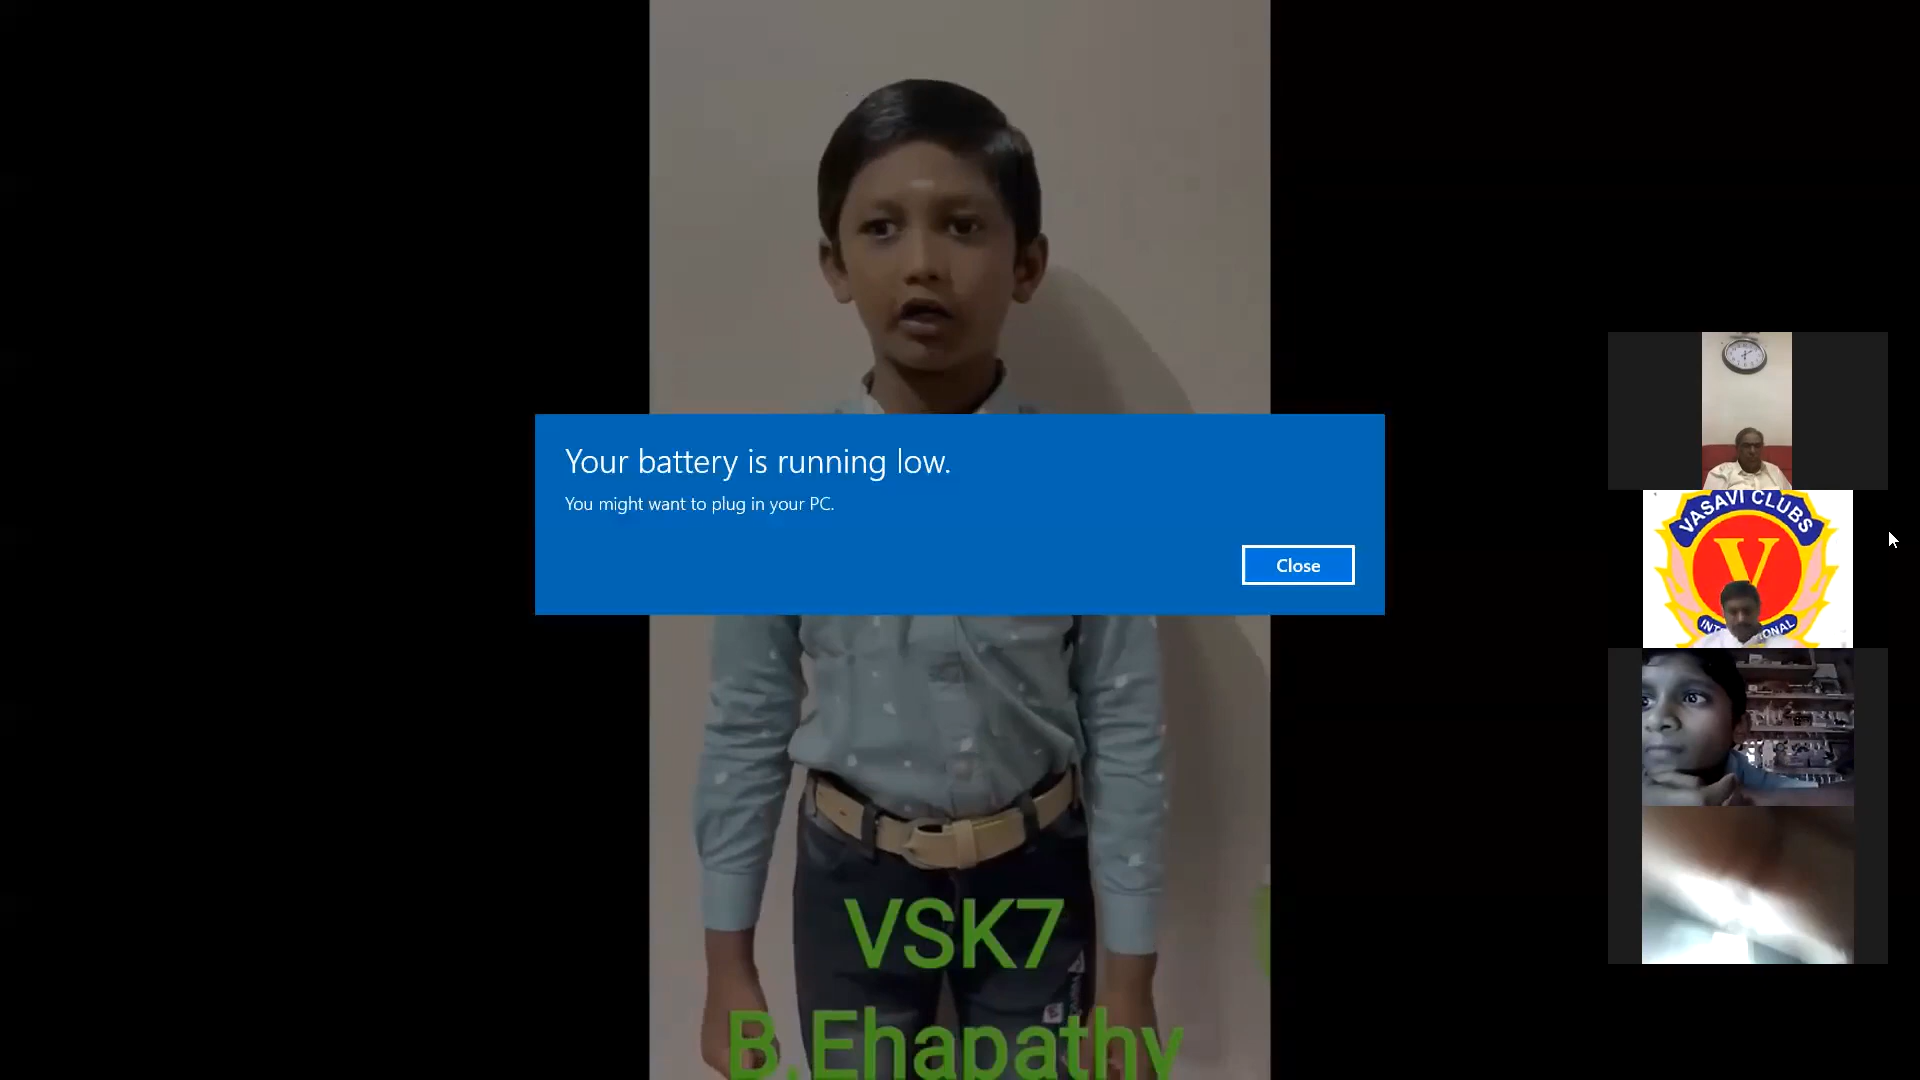 Your battery is running low.
You might want to plug in your PC.
Close
VASAVI CLUBS
VSK7
B.Ehapathy